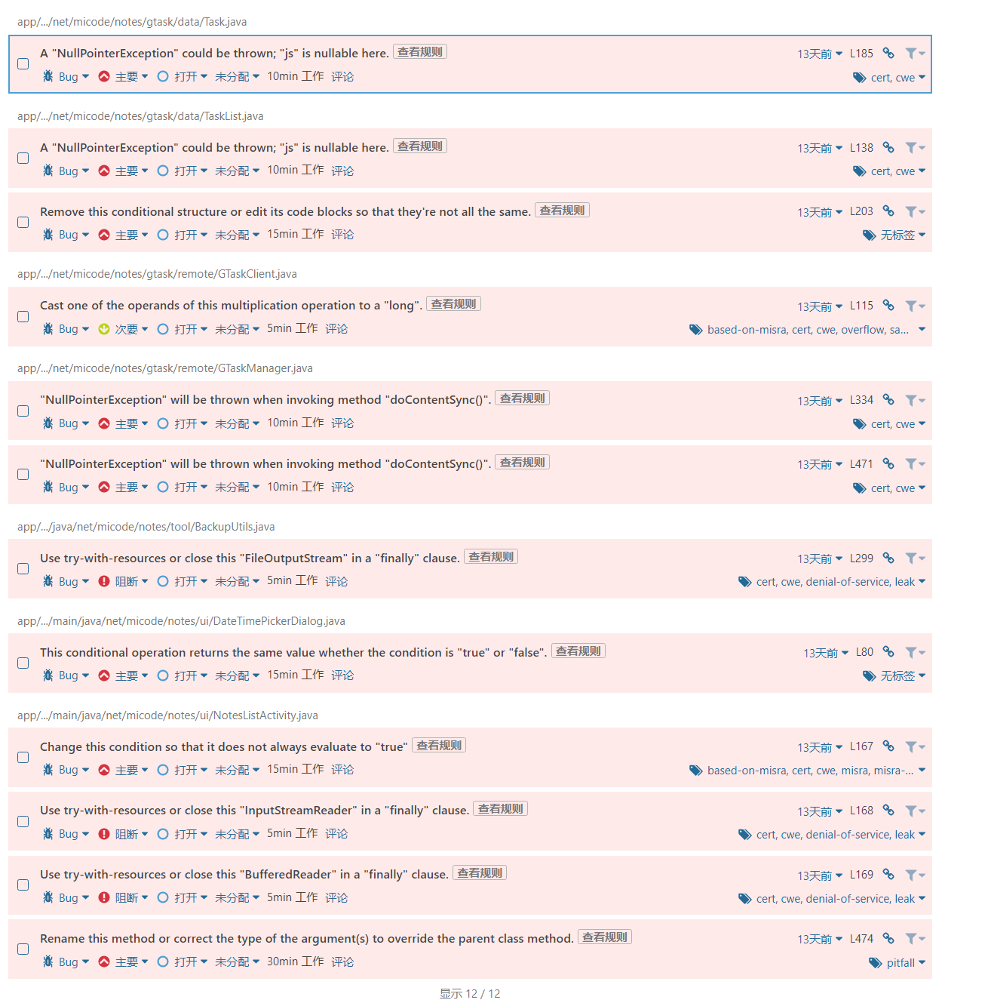 app/.../net/micode/notes/gtask/data/Task.java
A "NullPointerException" could be thrown; "js" is nullable here. 查看规则 13天前 L185
Bug 主要 打开 未分配 10min 工作 评论 cert, cwe
app/.../net/micode/notes/gtask/data/TaskList.java
A "NullPointerException" could be thrown; "js" is nullable here. 查看规则 13天前 L138
Bug 主要 打开 未分配 10min 工作 评论 cert, cwe
Remove this conditional structure or edit its code blocks so that they're not all the same. 查看规则 13天前 L203
Bug 主要 打开 未分配 15min 工作 评论 无标签
app/.../net/micode/notes/gtask/remote/GTaskClient.java
Cast one of the operands of this multiplication operation to a "long". 查看规则 13天前 L115
Bug 次要 打开 未分配 5min 工作 评论 based-on-misra, cert, cwe, overflow, sa...
app/.../net/micode/notes/gtask/remote/GTaskManager.java
"NullPointerException" will be thrown when invoking method "doContentSync()". 查看规则 13天前 L334
Bug 主要 打开 未分配 10min 工作 评论 cert, cwe
"NullPointerException" will be thrown when invoking method "doContentSync()". 查看规则 13天前 L471
Bug 主要 打开 未分配 10min 工作 评论 cert, cwe
app/.../java/net/micode/notes/tool/BackupUtils.java
Use try-with-resources or close this "FileOutputStream" in a "finally" clause. 查看规则 13天前 L299
Bug 阻断 打开 未分配 5min 工作 评论 cert, cwe, denial-of-service, leak
app/.../main/java/net/micode/notes/ui/DateTimePickerDialog.java
This conditional operation returns the same value whether the condition is "true" or "false". 查看规则 13天前 L80
Bug 主要 打开 未分配 15min 工作 评论 无标签
app/.../main/java/net/micode/notes/ui/NotesListActivity.java
Change this condition so that it does not always evaluate to "true" 查看规则 13天前 L167
Bug 主要 打开 未分配 15min 工作 评论 based-on-misra, cert, cwe, misra, misra-...
Use try-with-resources or close this "InputStreamReader" in a "finally" clause. 查看规则 13天前 L168
Bug 阻断 打开 未分配 5min 工作 评论 cert, cwe, denial-of-service, leak
Use try-with-resources or close this "BufferedReader" in a "finally" clause. 查看规则 13天前 L169
Bug 阻断 打开 未分配 5min 工作 评论 cert, cwe, denial-of-service, leak
Rename this method or correct the type of the argument(s) to override the parent class method. 查看规则 13天前 L474
Bug 主要 打开 未分配 30min 工作 评论 pitfall
显示 12 / 12